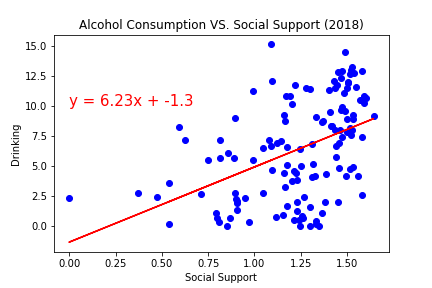 Alcohol Consumption VS. Social Support (2018)
15.0
12.5
10.0
7.5
5.0
2.5
0.0
Drinking
y = 6.23x + -1.3
0.00 0.25 0.50 0.75 1.00 1.25 1.50
Social Support